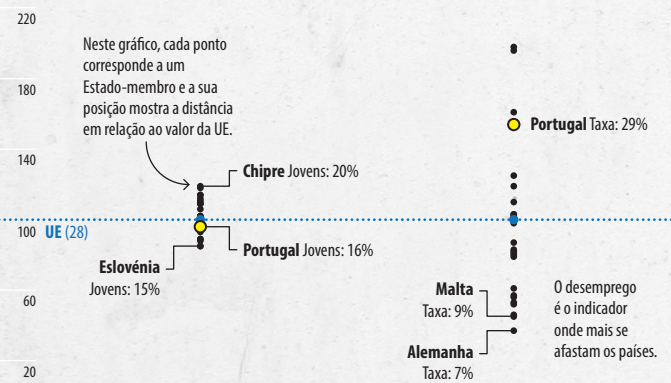 220
Neste gráfico, cada ponto
corresponde a um
Estado-membro e a sua
posição mostra a distância
em relação ao valor da UE.
180
Portugal Taxa: 29%
140
Chipre Jovens: 20%
100 UE (28)
Portugal Jovens: 16%
Eslovénia
Jovens: 15%
60
Malta
Taxa: 9%
O desemprego
é o indicador
onde mais se
afastam os países.
Alemanha
Taxa: 7%
20